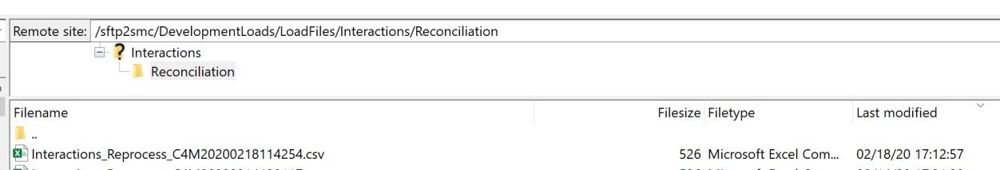 Remote site: /sftp2smc/DevelopmentLoads/LoadFiles/Interactions/Reconciliation
Interactions
Reconciliation
Filename Filesize Filetype Last modified
..
Interactions_Reprocess_C4M20200218114254.csv 526 Microsoft Excel Com... 02/18/20 17:12:57